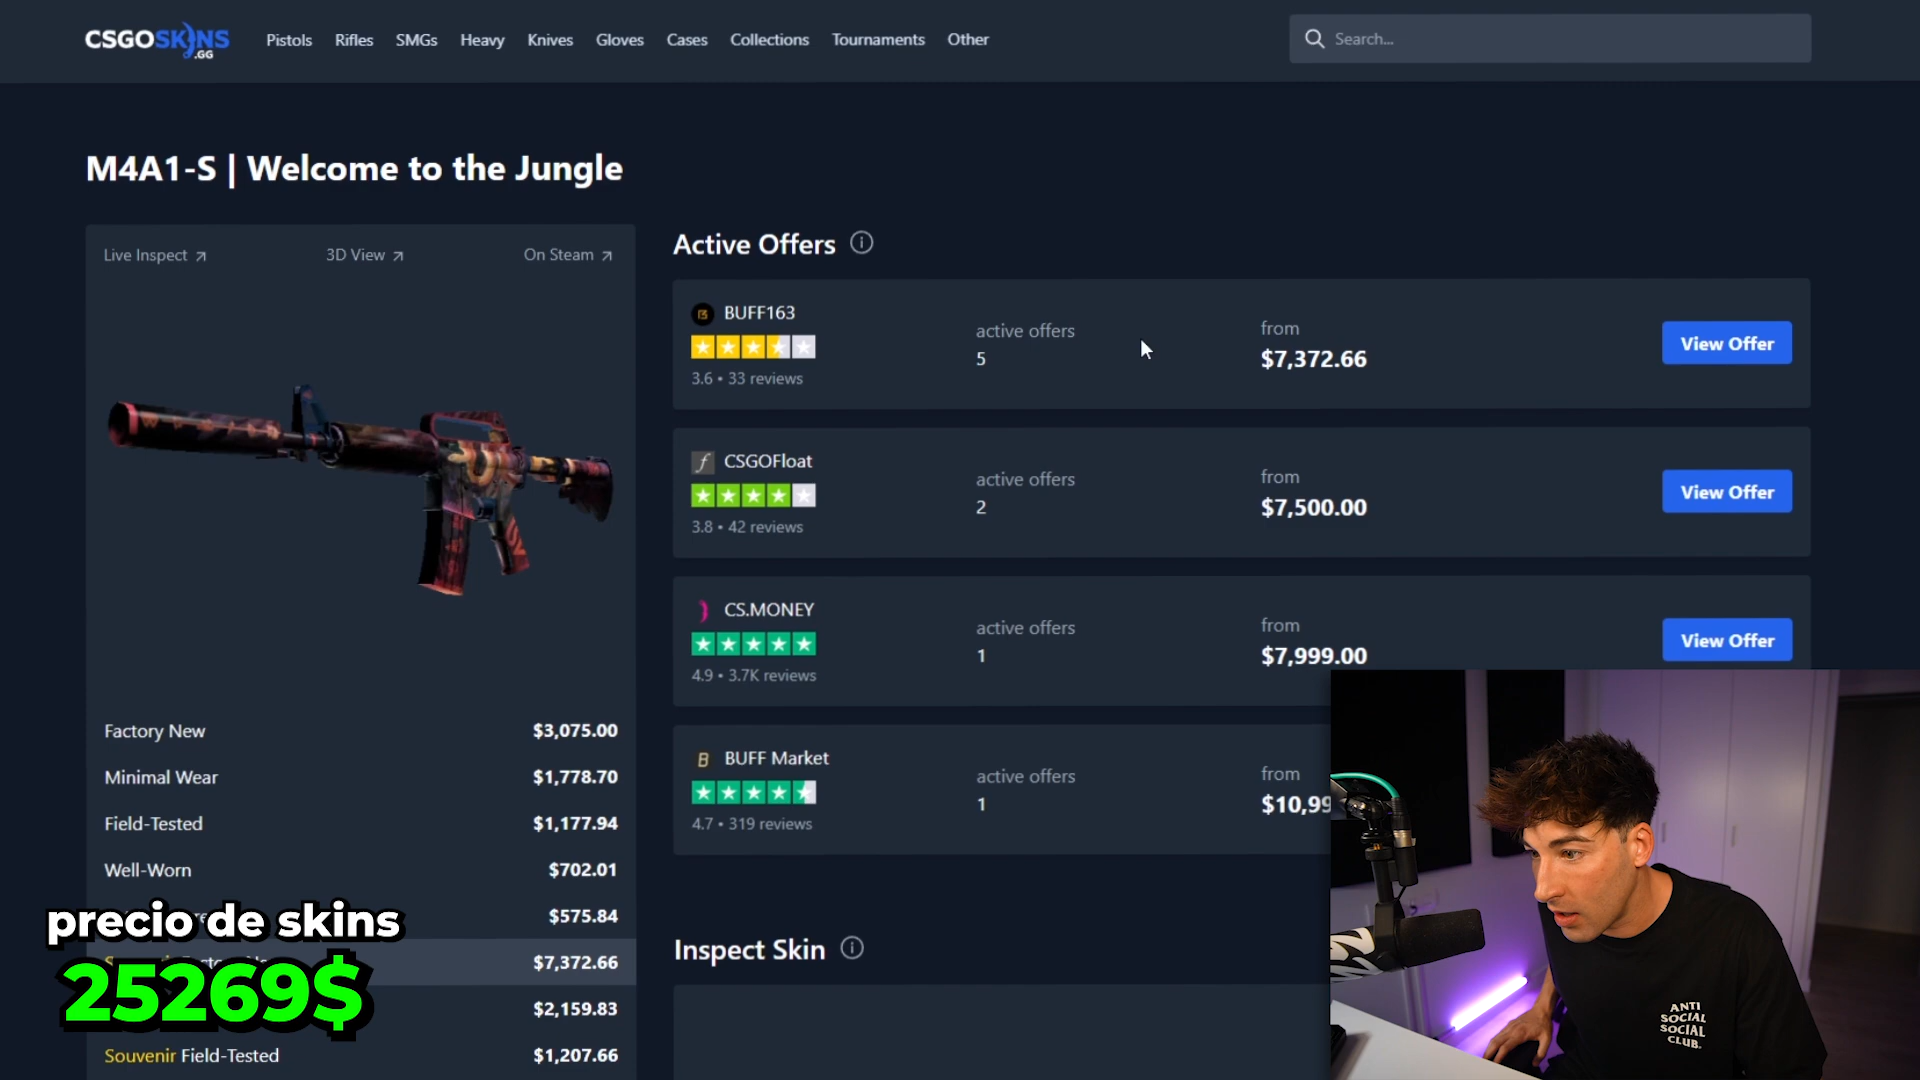 CSGOSKINS
.GG
Pistols
Rifles
SMGs
Heavy
Knives
Gloves
Cases
Collections
Tournaments
Other
Search...
M4A1-S | Welcome to the Jungle
Live Inspect
3D View
On Steam
Factory New $3,075.00
Minimal Wear $1,778.70
Field-Tested $1,177.94
Well-Worn $702.01
$575.84
$7,372.66
$2,159.83
Souvenir Field-Tested $1,207.66
precio de skins
25269$
Active Offers
BUFF163
3.6 • 33 reviews
active offers
5
from
$7,372.66
View Offer
CSGOFloat
3.8 • 42 reviews
active offers
2
from
$7,500.00
View Offer
CS.MONEY
4.9 • 3.7K reviews
active offers
1
from
$7,999.00
View Offer
BUFF Market
4.7 • 319 reviews
active offers
1
from
$10,99
Inspect Skin
ANTI
SOCIAL
SOCIAL
CLUB.